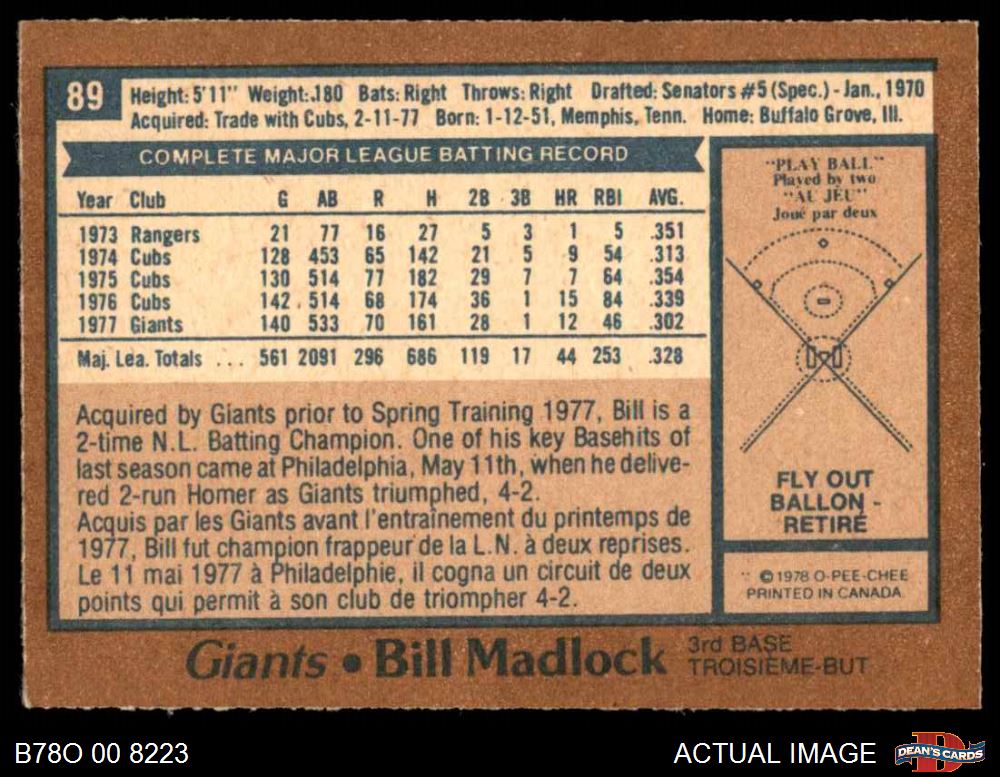 89
Height: 5'11" Weight: 180 Bats: Right Throws: Right Drafted: Senators #5 (Spec.) - Jan., 1970
Acquired: Trade with Cubs, 2-11-77 Born: 1-12-51, Memphis, Tenn. Home: Buffalo Grove, Ill.
COMPLETE MAJOR LEAGUE BATTING RECORD
Year Club G AB R H 2B 3B HR RBI AVG.
1973 Rangers 21 77 16 27 5 3 1 5 .351
1974 Cubs 128 453 65 142 21 5 9 54 .313
1975 Cubs 130 514 77 182 29 7 7 64 .354
1976 Cubs 142 514 68 174 36 1 15 84 .339
1977 Giants 140 533 70 161 28 1 12 46 .302
Maj. Lea. Totals ... 561 2091 296 686 119 17 44 253 .328
Acquired by Giants prior to Spring Training 1977, Bill is a
2-time N.L. Batting Champion. One of his key Basehits of
last season came at Philadelphia, May 11th, when he delive-
red 2-run Homer as Giants triumphed, 4-2.
Acquis par les Giants avant l'entraînement du printemps de
1977, Bill fut champion frappeur de la L.N. à deux reprises.
Le 11 mai 1977 à Philadelphie, il cogna un circuit de deux
points qui permit à son club de triompher 4-2.
"PLAY BALL"
Played by two
"AU JEU"
Joué par deux
FLY OUT
BALLON -
RETIRÉ
© 1978 O-PEE-CHEE
PRINTED IN CANADA
Giants • Bill Madlock 3rd BASE
TROISIEME-BUT
B78O 00 8223
ACTUAL IMAGE
DEAN'S CARDS